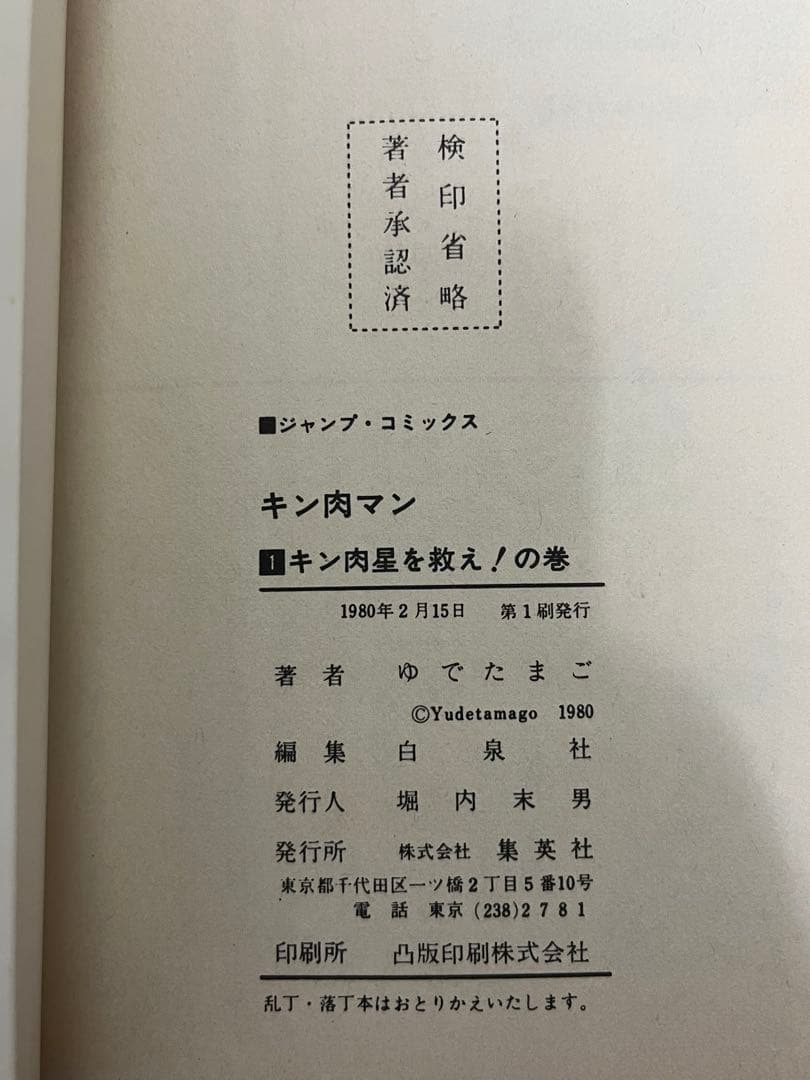 検印省略
著者承認済
■ジャンプ・コミックス
キン肉マン
1キン肉星を救え!の巻
1980年2月15日 第1刷発行
著者 ゆでたまご
©Yudetamago 1980
編集 白泉社
発行人 堀内末男
発行所 株式会社 集英社
東京都千代田区一ツ橋2丁目5番10号
電話 東京(238)2781
印刷所 凸版印刷株式会社
乱丁・落丁本はおとりかえいたします。